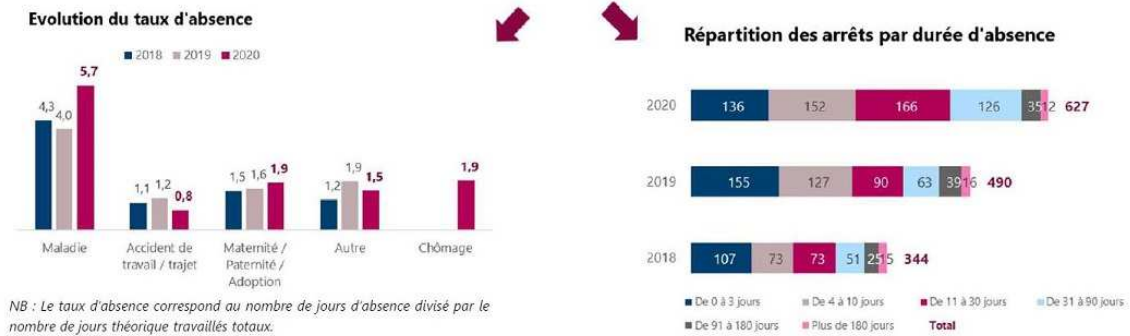 Evolution du taux d'absence
2018 2019 2020
4,3
4,0
5,7
1,1
1,2
0,8
1,5
1,6
1,9
1,2
1,9
1,5
1,9
Maladie
Accident de
travail / trajet
Maternité /
Paternité /
Adoption
Autre
Chômage
NB : Le taux d'absence correspond au nombre de jours d'absence divisé par le
nombre de jours théorique travaillés totaux.
Répartition des arrêts par durée d'absence
2020 136 152 166 126 35 12 627
2019 155 127 90 63 39 16 490
2018 107 73 73 51 25 15 344
De 0 à 3 jours De 4 à 10 jours De 11 à 30 jours De 31 à 90 jours
De 91 à 180 jours Plus de 180 jours Total